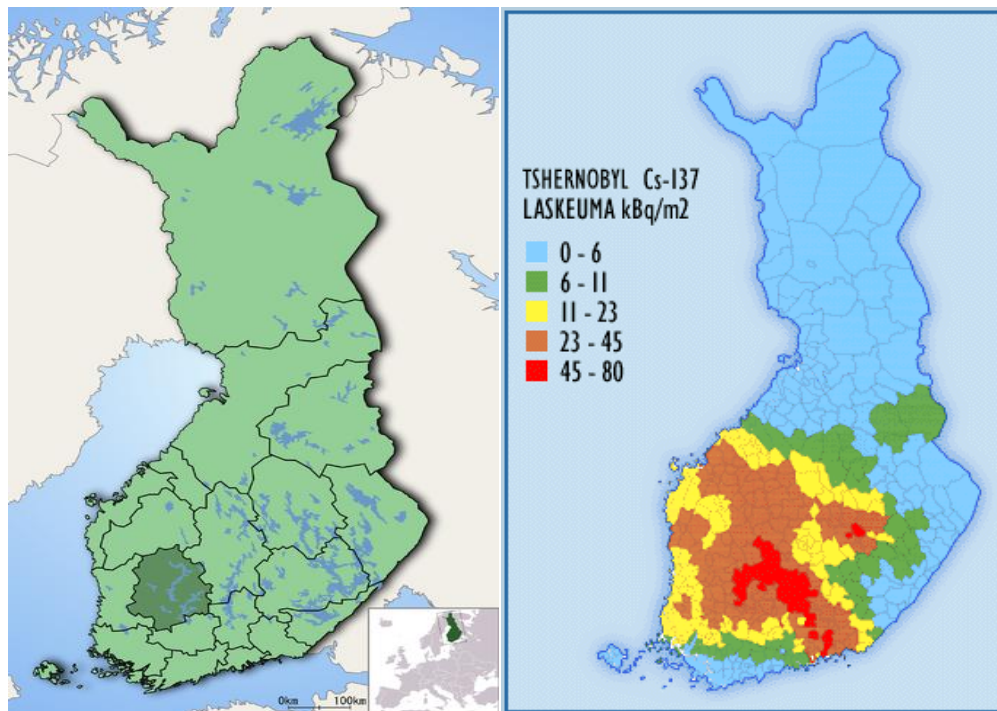 0km
100km
TSHERNOBYL Cs-137
LASKEUMA kBq/m2
0 - 6
6 - 11
11 - 23
23 - 45
45 - 80